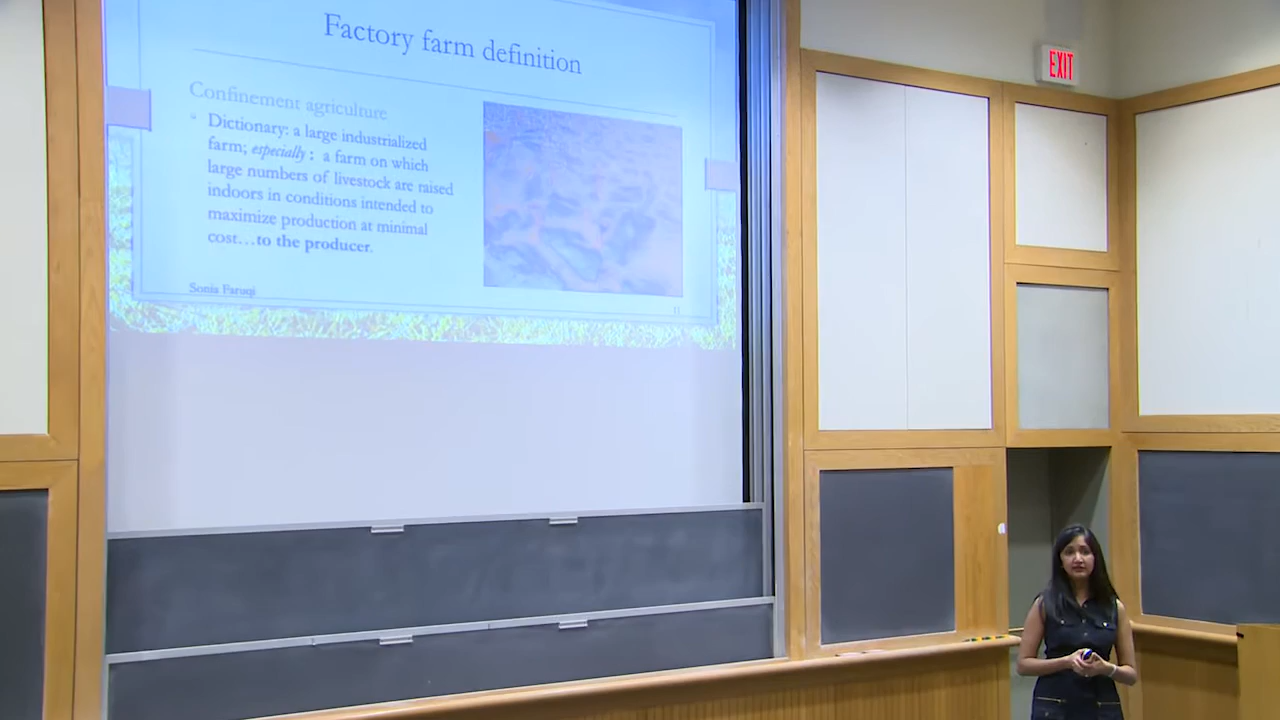 Factory farm definition
EXIT
Confinement agriculture
Dictionary: a large industrialized
farm; especially : a farm on which
large numbers of livestock are raised
indoors in conditions intended to
maximize production at minimal
cost…to the producer.
Sonia Faruqi
11